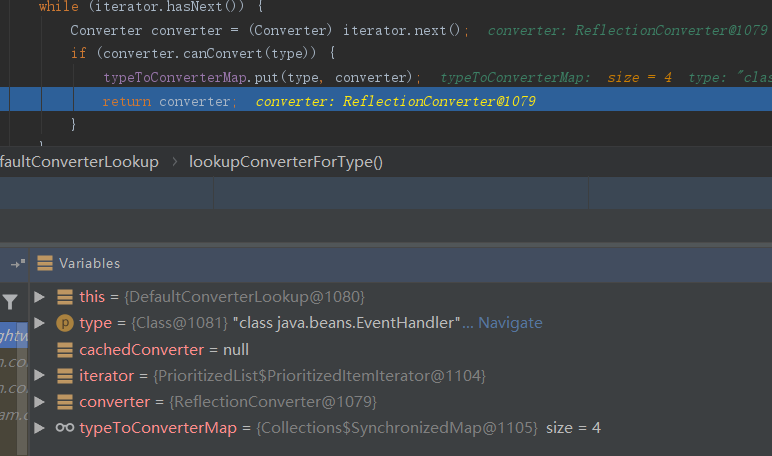 while (iterator.hasNext()) {
Converter converter = (Converter) iterator.next(); converter: ReflectionConverter@1079
if (converter.canConvert(type)) {
typeToConverterMap.put(type, converter); typeToConverterMap: size = 4 type: "clas
return converter; converter: ReflectionConverter@1079
}
faultConverterLookup › lookupConverterForType()
Variables
this = {DefaultConverterLookup@1080}
p type = {Class@1081} "class java.beans.EventHandler"... Navigate
cachedConverter = null
iterator = {PrioritizedList$PrioritizedItemIterator@1104}
converter = {ReflectionConverter@1079}
typeToConverterMap = {Collections$SynchronizedMap@1105} size = 4
ghtw
n.co
n.co
am.c